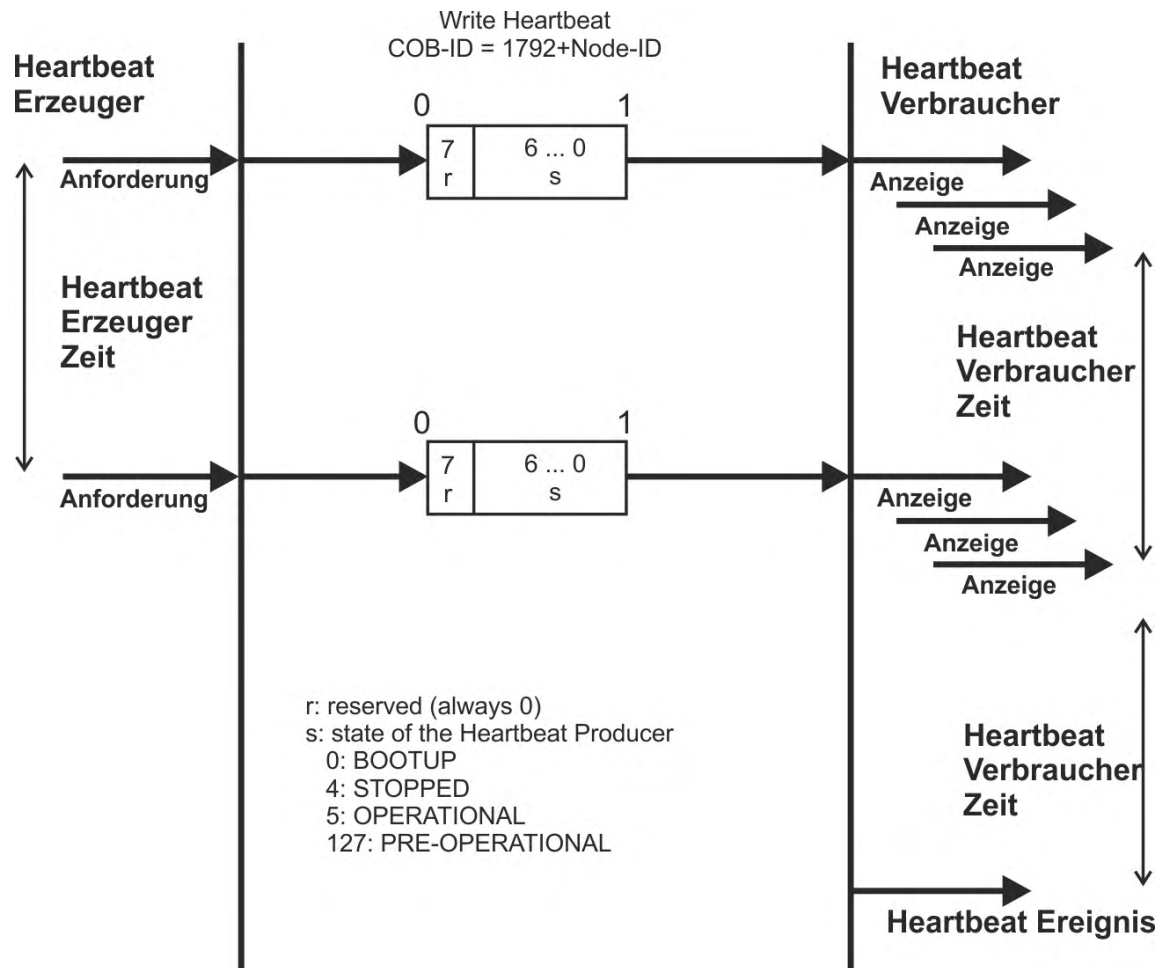 Write Heartbeat
COB-ID = 1792+Node-ID
Heartbeat
Erzeuger
Heartbeat
Verbraucher
0 1
7 6 ... 0
r s
Anforderung
Anzeige
Anzeige
Anzeige
Heartbeat
Erzeuger
Zeit
Heartbeat
Verbraucher
Zeit
0 1
7 6 ... 0
r s
Anforderung
Anzeige
Anzeige
Anzeige
r: reserved (always 0)
s: state of the Heartbeat Producer
0: BOOTUP
4: STOPPED
5: OPERATIONAL
127: PRE-OPERATIONAL
Heartbeat
Verbraucher
Zeit
Heartbeat Ereignis